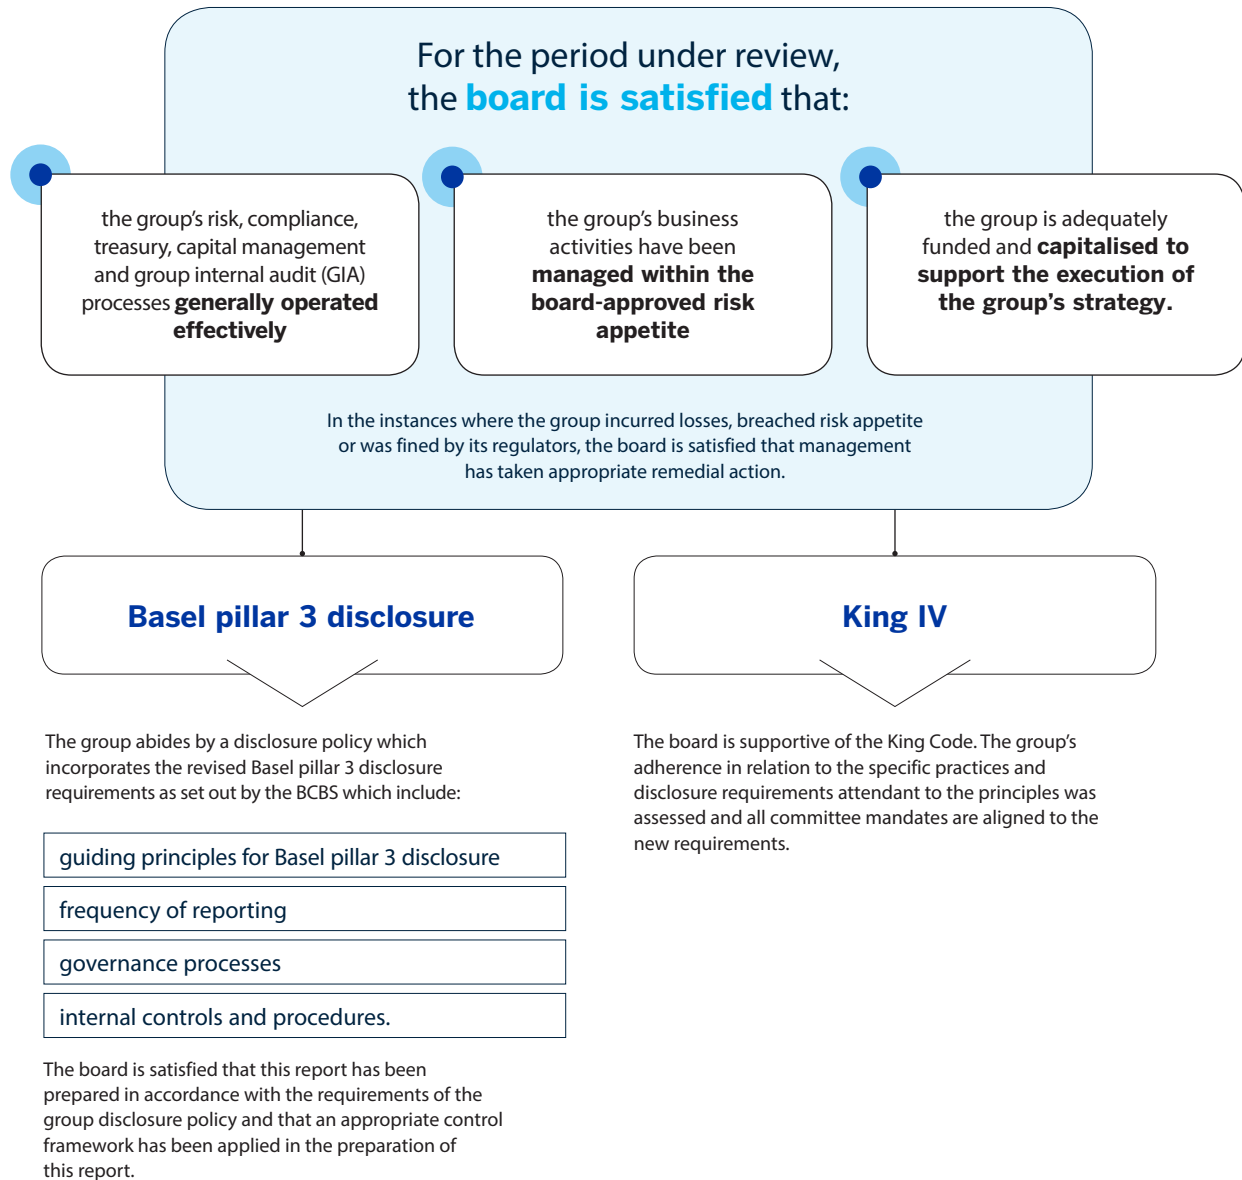 For the period under review,
the board is satisfied that:
the group’s risk, compliance,
treasury, capital management
and group internal audit (GIA)
processes generally operated
effectively
the group’s business
activities have been
managed within the
board-approved risk
appetite
the group is adequately
funded and capitalised to
support the execution of
the group’s strategy.
In the instances where the group incurred losses, breached risk appetite
or was fined by its regulators, the board is satisfied that management
has taken appropriate remedial action.
Basel pillar 3 disclosure
The group abides by a disclosure policy which
incorporates the revised Basel pillar 3 disclosure
requirements as set out by the BCBS which include:
guiding principles for Basel pillar 3 disclosure
frequency of reporting
governance processes
internal controls and procedures.
The board is satisfied that this report has been
prepared in accordance with the requirements of the
group disclosure policy and that an appropriate control
framework has been applied in the preparation of
this report.
King IV
The board is supportive of the King Code. The group’s
adherence in relation to the specific practices and
disclosure requirements attendant to the principles was
assessed and all committee mandates are aligned to the
new requirements.